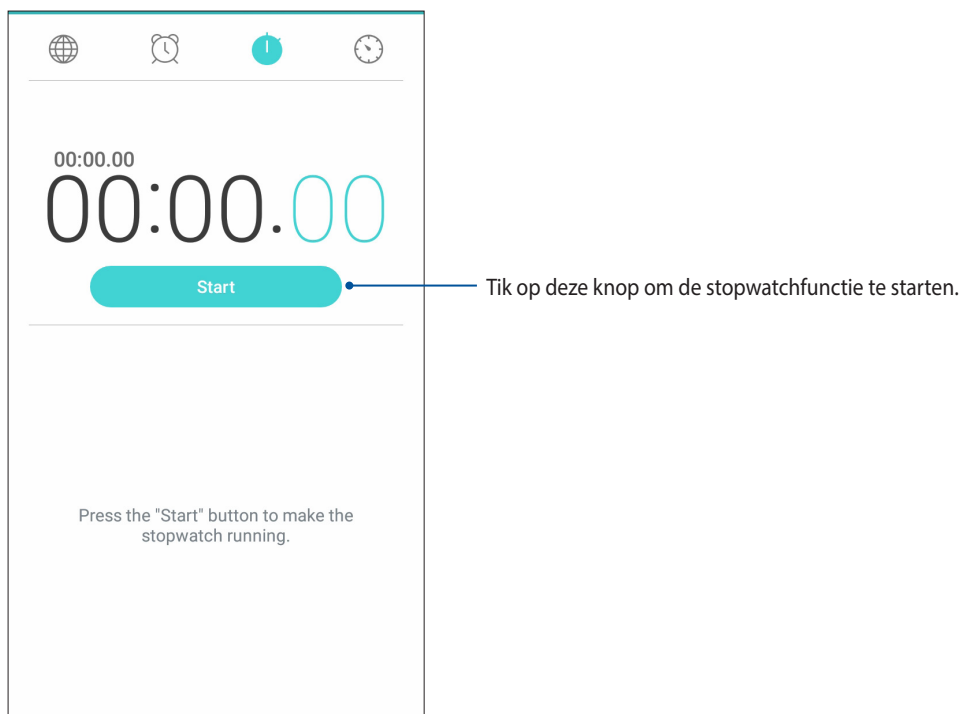 00:00.00
00:00.00
Start
Tik op deze knop om de stopwatchfunctie te starten.
Press the "Start" button to make the
stopwatch running.